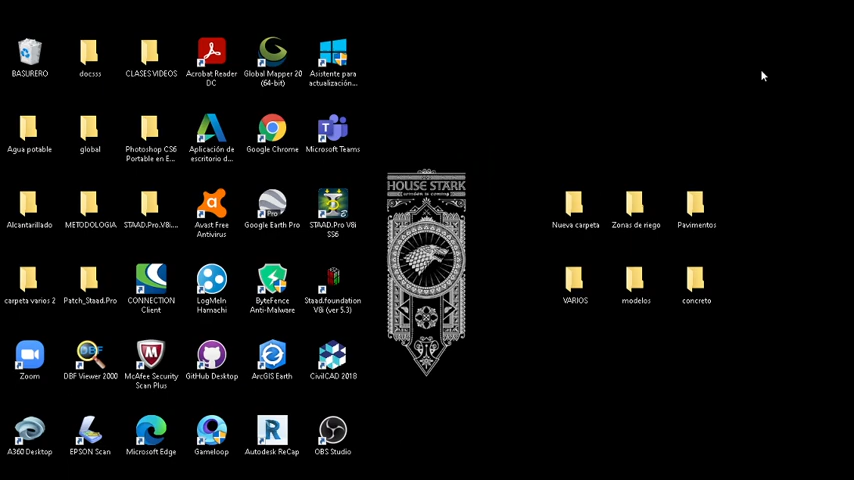 BASURERO
docsss
CLASES VIDEOS
Acrobat Reader
DC
Global Mapper 20
(64-bit)
Asistente para
actualización...
Agua potable
global
Photoshop CS6
Portable en E...
Aplicación de
escritorio d...
Google Chrome
Microsoft Teams
HOUSE STARK
Alcantarillado
METODOLOGIA
STAAD.Pro.V8i....
Avast Free
Antivirus
Pro
Google Earth Pro
STAAD.Pro V8i
SS6
Nueva carpeta
Zonas de riego
Pavimentos
carpeta varios 2
Patch_Staad.Pro
CONNECTION
Client
LogMeIn
Hamachi
ByteFence
Anti-Malware
Staad.foundation
V8i (ver 5.3)
VARIOS
modelos
concreto
Zoom
DBF
DBF Viewer 2000
McAfee Security
Scan Plus
GitHub Desktop
ArcGIS Earth
CivilCAD 2018
A360 Desktop
EPSON Scan
Microsoft Edge
Gameloop
R
Autodesk ReCap
OBS Studio